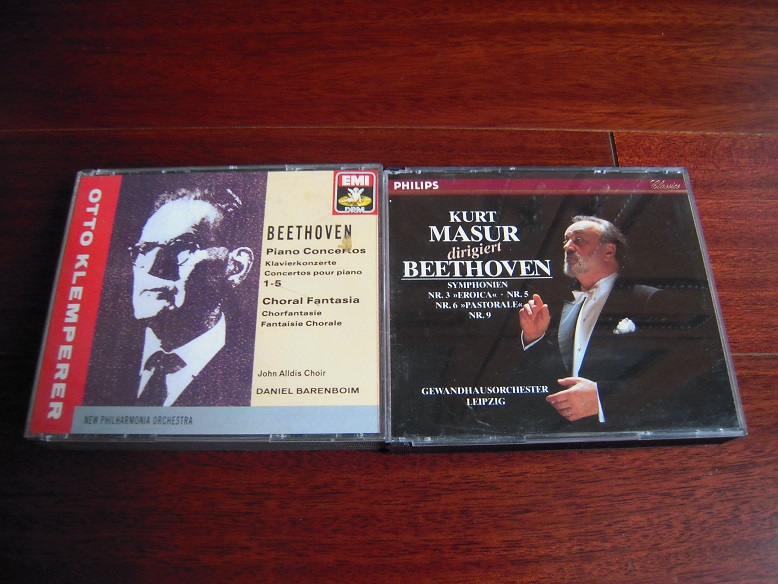 OTTO KLEMPERER
EMI
DRM
BEETHOVEN
Piano Concertos
Klavierkonzerte
Concertos pour piano
1-5
Choral Fantasia
Chorfantasie
Fantaisie Chorale
John Alldis Choir
DANIEL BARENBOIM
NEW PHILHARMONIA ORCHESTRA
PHILIPS
Classics
KURT
MASUR
dirigiert
BEETHOVEN
SYMPHONIEN
NR. 3 »EROICA« · NR. 5
NR. 6 »PASTORALE«
NR. 9
GEWANDHAUSORCHESTER
LEIPZIG